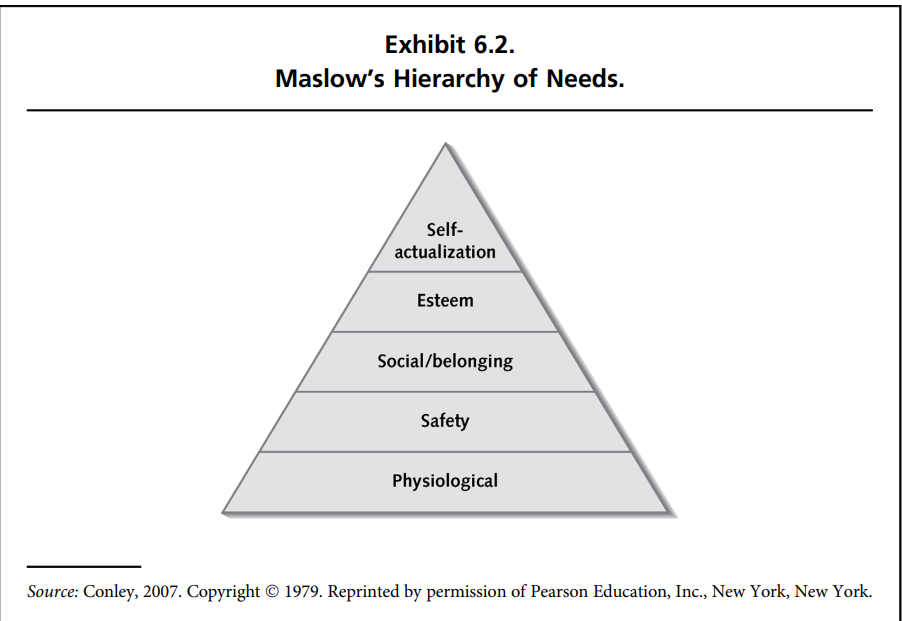 Exhibit 6.2.
Maslow’s Hierarchy of Needs.
Self-
actualization
Esteem
Social/belonging
Safety
Physiological
Source: Conley, 2007. Copyright © 1979. Reprinted by permission of Pearson Education, Inc., New York, New York.